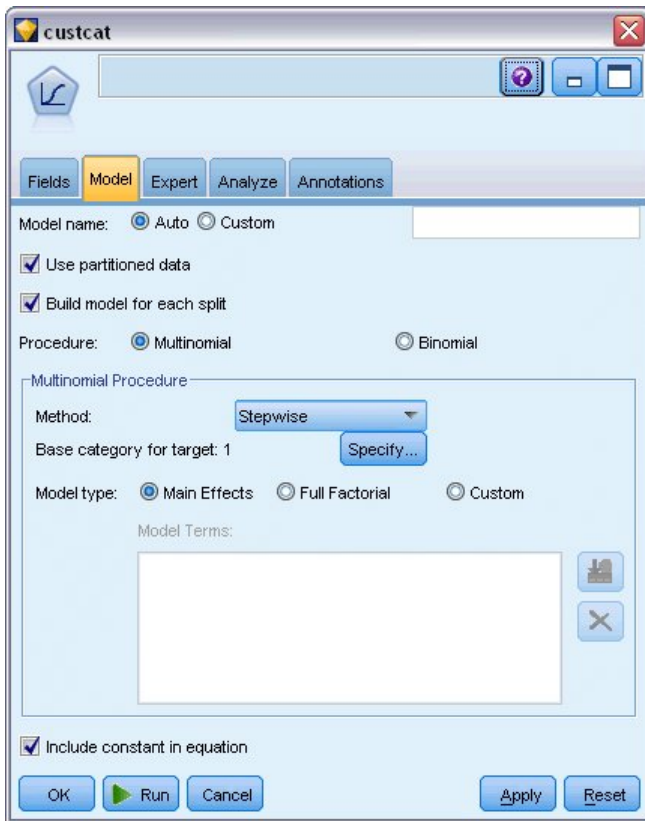 custcat
Fields Model Expert Analyze Annotations
Model name: Auto Custom
Use partitioned data
Build model for each split
Procedure: Multinomial Binomial
Multinomial Procedure
Method: Stepwise
Base category for target: 1 Specify...
Model type: Main Effects Full Factorial Custom
Model Terms:
Include constant in equation
OK Run Cancel Apply Reset